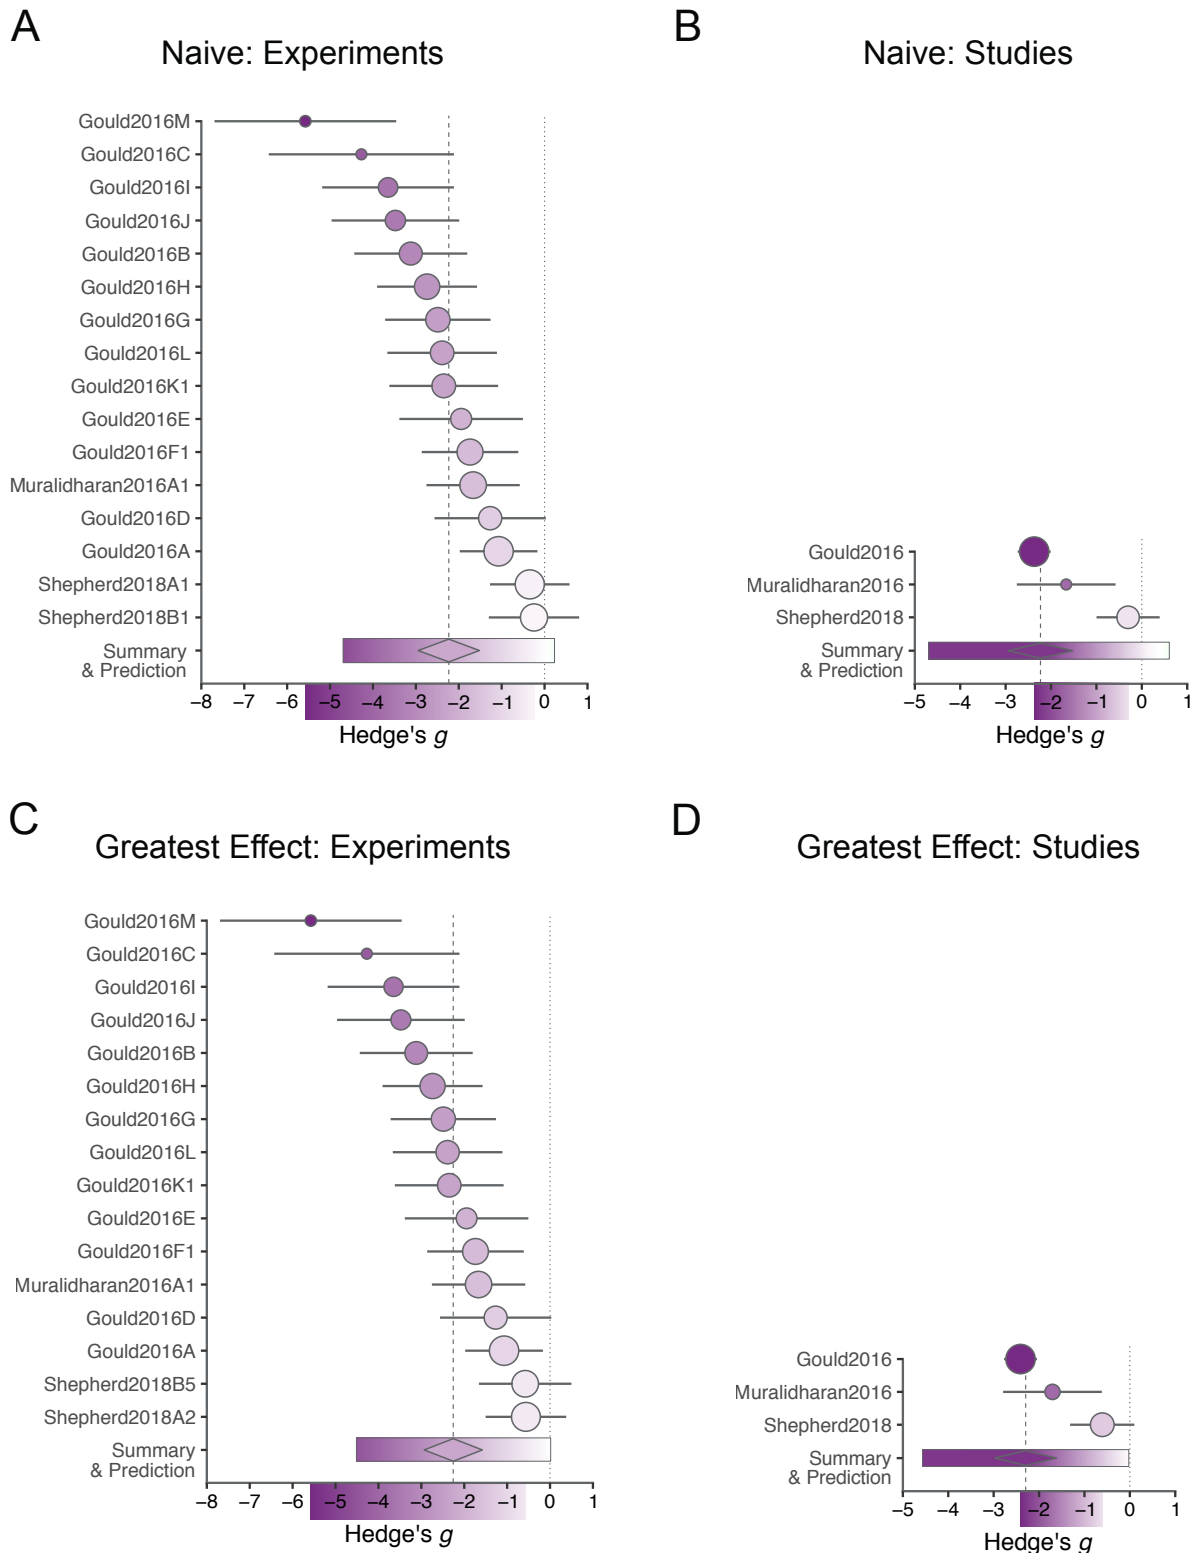 A
Naive: Experiments
Gould2016M
Gould2016C
Gould2016I
Gould2016J
Gould2016B
Gould2016H
Gould2016G
Gould2016L
Gould2016K1
Gould2016E
Gould2016F1
Muralidharan2016A1
Gould2016D
Gould2016A
Shepherd2018A1
Shepherd2018B1
Summary
& Prediction
−8 −7 −6 −5 −4 −3 −2 −1 0 1
Hedge's g
B
Naive: Studies
Gould2016
Muralidharan2016
Shepherd2018
Summary
& Prediction
−5 −4 −3 −2 −1 0 1
Hedge's g
C
Greatest Effect: Experiments
Gould2016M
Gould2016C
Gould2016I
Gould2016J
Gould2016B
Gould2016H
Gould2016G
Gould2016L
Gould2016K1
Gould2016E
Gould2016F1
Muralidharan2016A1
Gould2016D
Gould2016A
Shepherd2018B5
Shepherd2018A2
Summary
& Prediction
−8 −7 −6 −5 −4 −3 −2 −1 0 1
Hedge's g
D
Greatest Effect: Studies
Gould2016
Muralidharan2016
Shepherd2018
Summary
& Prediction
−5 −4 −3 −2 −1 0 1
Hedge's g